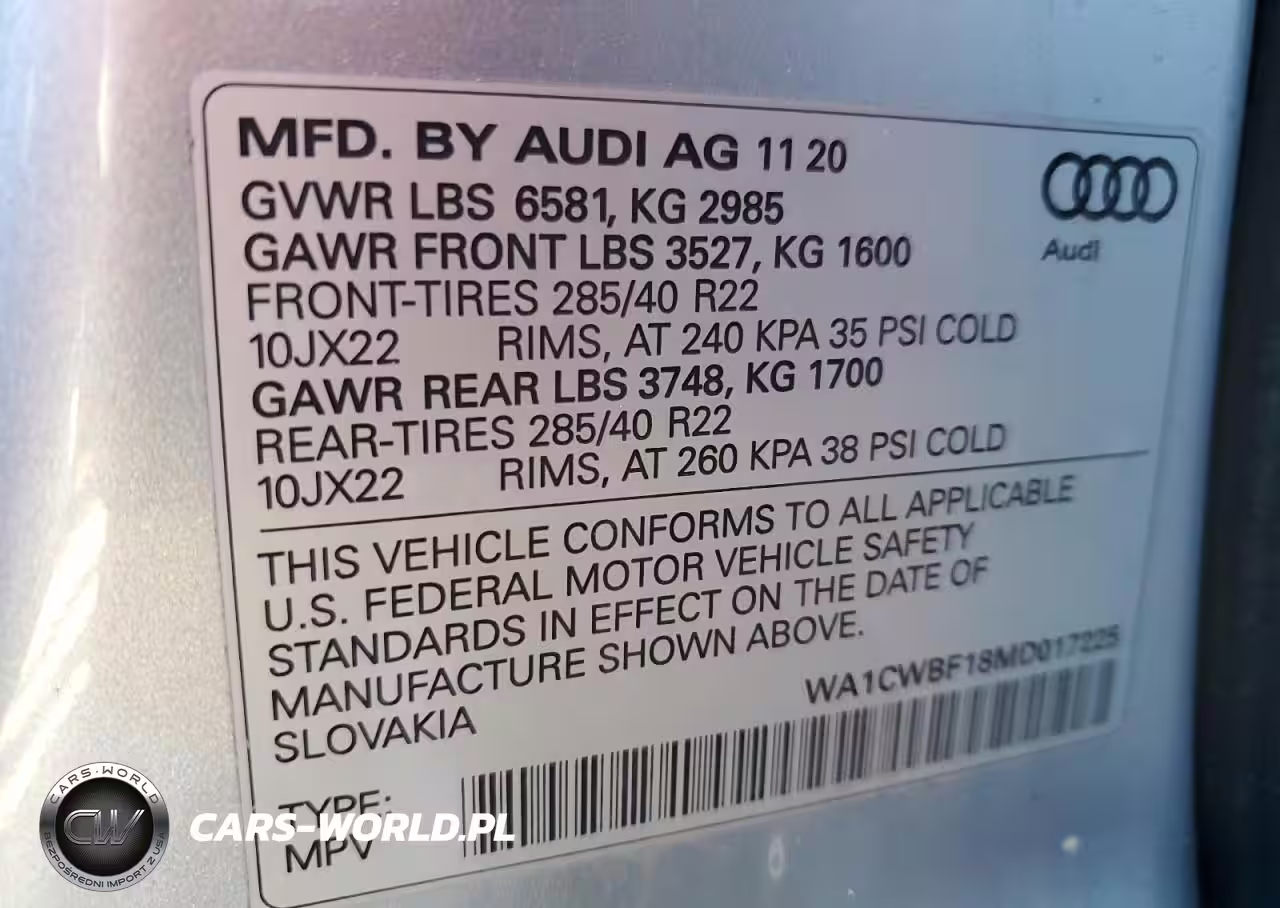 MFD. BY AUDI AG 11 20
GVWR LBS 6581, KG 2985
GAWR FRONT LBS 3527, KG 1600
FRONT-TIRES 285/40 R22
10JX22 RIMS, AT 240 KPA 35 PSI COLD
GAWR REAR LBS 3748, KG 1700
REAR-TIRES 285/40 R22
10JX22 RIMS, AT 260 KPA 38 PSI COLD
Audi
THIS VEHICLE CONFORMS TO ALL APPLICABLE
U.S. FEDERAL MOTOR VEHICLE SAFETY
STANDARDS IN EFFECT ON THE DATE OF
MANUFACTURE SHOWN ABOVE.
SLOVAKIA
WA1CWBF18MD017225
TYPE:
MPV
CARS-WORLD
CW
BEZPOŚREDNI IMPORT Z USA
CARS-WORLD.PL